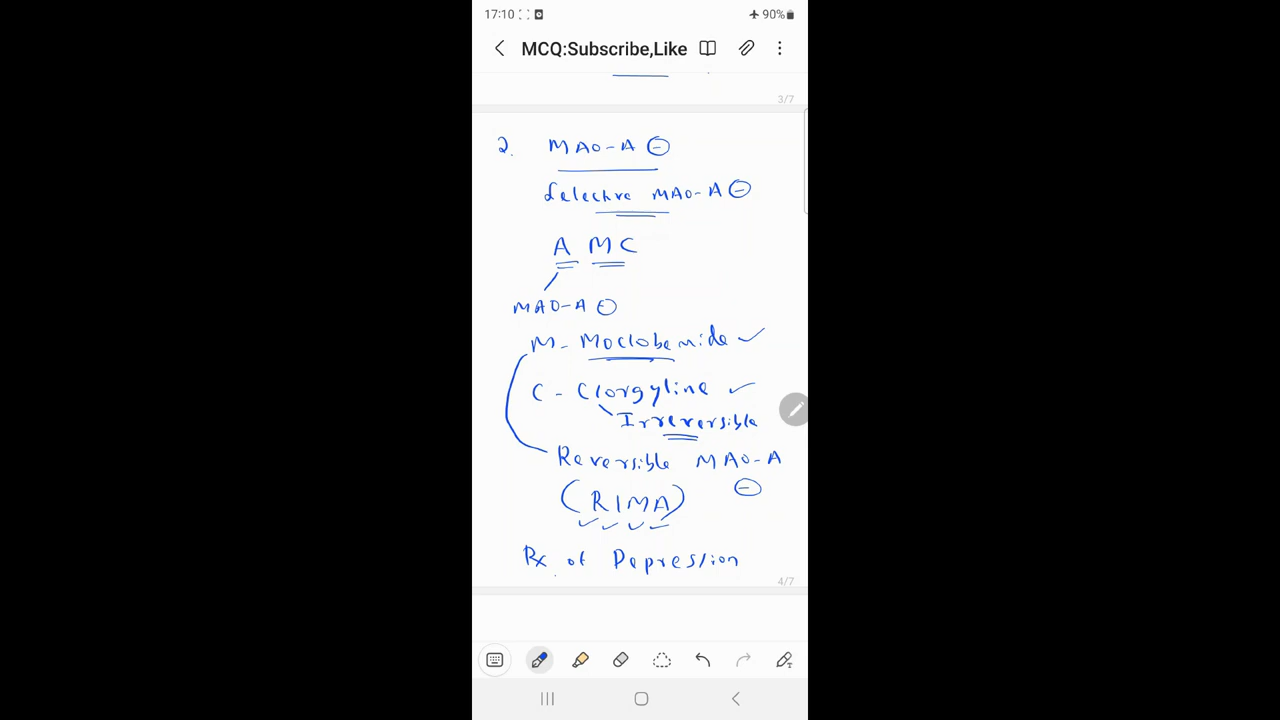 17:10 90%
MCQ:Subscribe,Like
3/7
2. MAO-A ⊖
Selective MAO-A ⊖
A MC
MAO-A ⊖
M - Moclobemide ✓
C - Clorgyline ✓
Irreversible
Reversible MAO-A
⊖
(RIMA)
✓ ✓ ✓ ✓
Rx of Depression
4/7